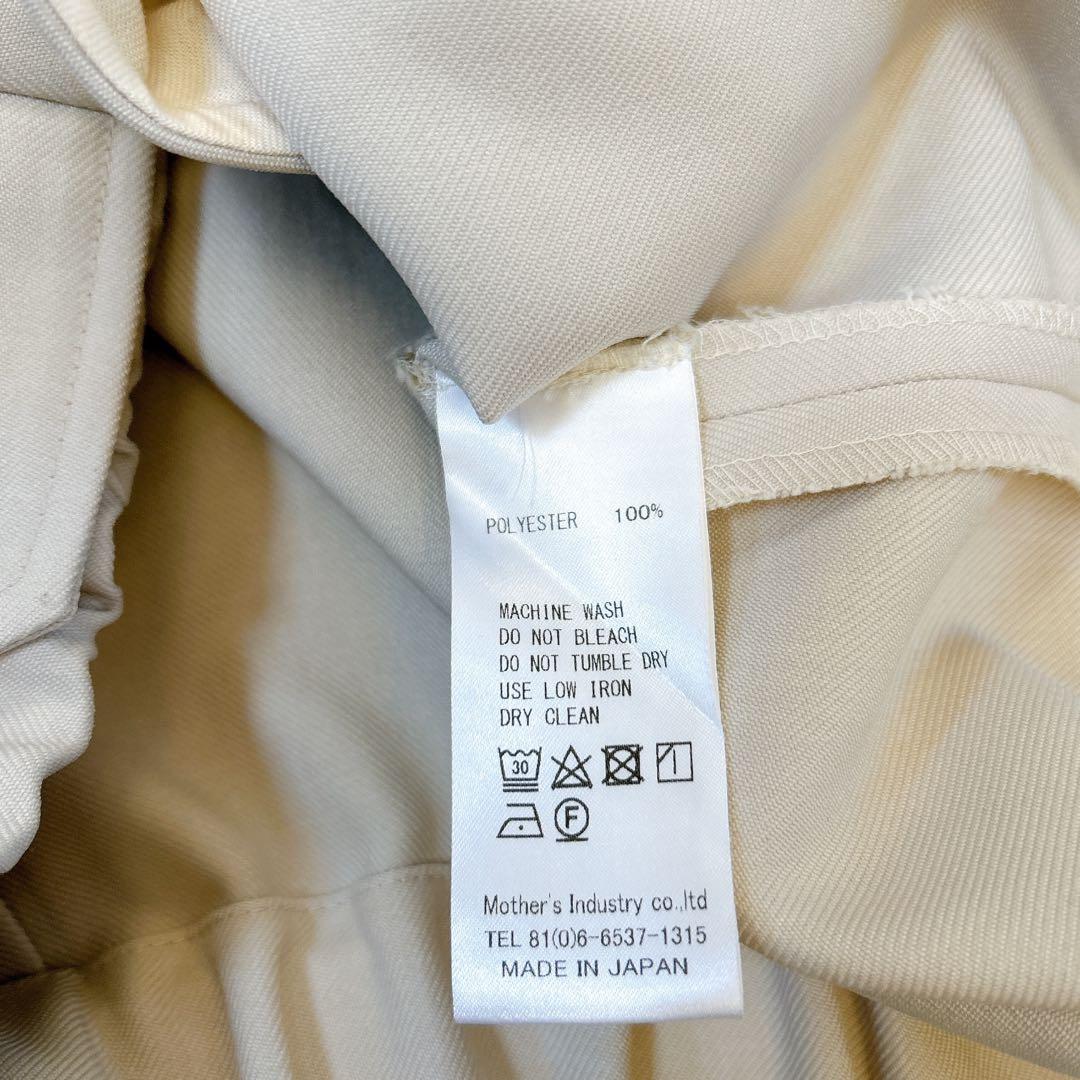 POLYESTER 100%
MACHINE WASH
DO NOT BLEACH
DO NOT TUMBLE DRY
USE LOW IRON
DRY CLEAN
30
F
Mother's Industry co.,ltd
TEL 81(0)6-6537-1315
MADE IN JAPAN